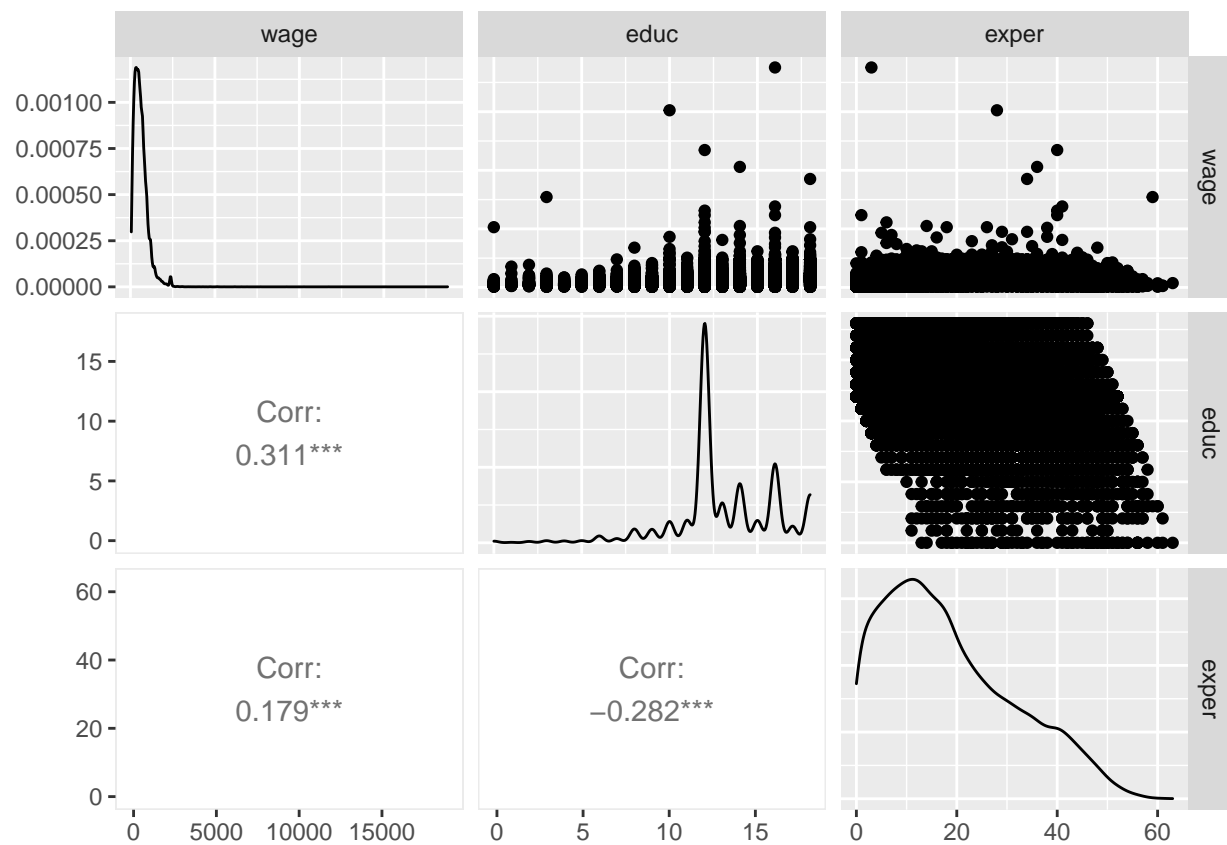 wage educ exper
0.00100
0.00075
0.00050
0.00025
0.00000
wage
15
10
5
0
Corr:
0.311***
educ
60
40
20
0
Corr:
0.179***
Corr:
−0.282***
exper
0 5000 10000 15000
0 5 10 15
0 20 40 60